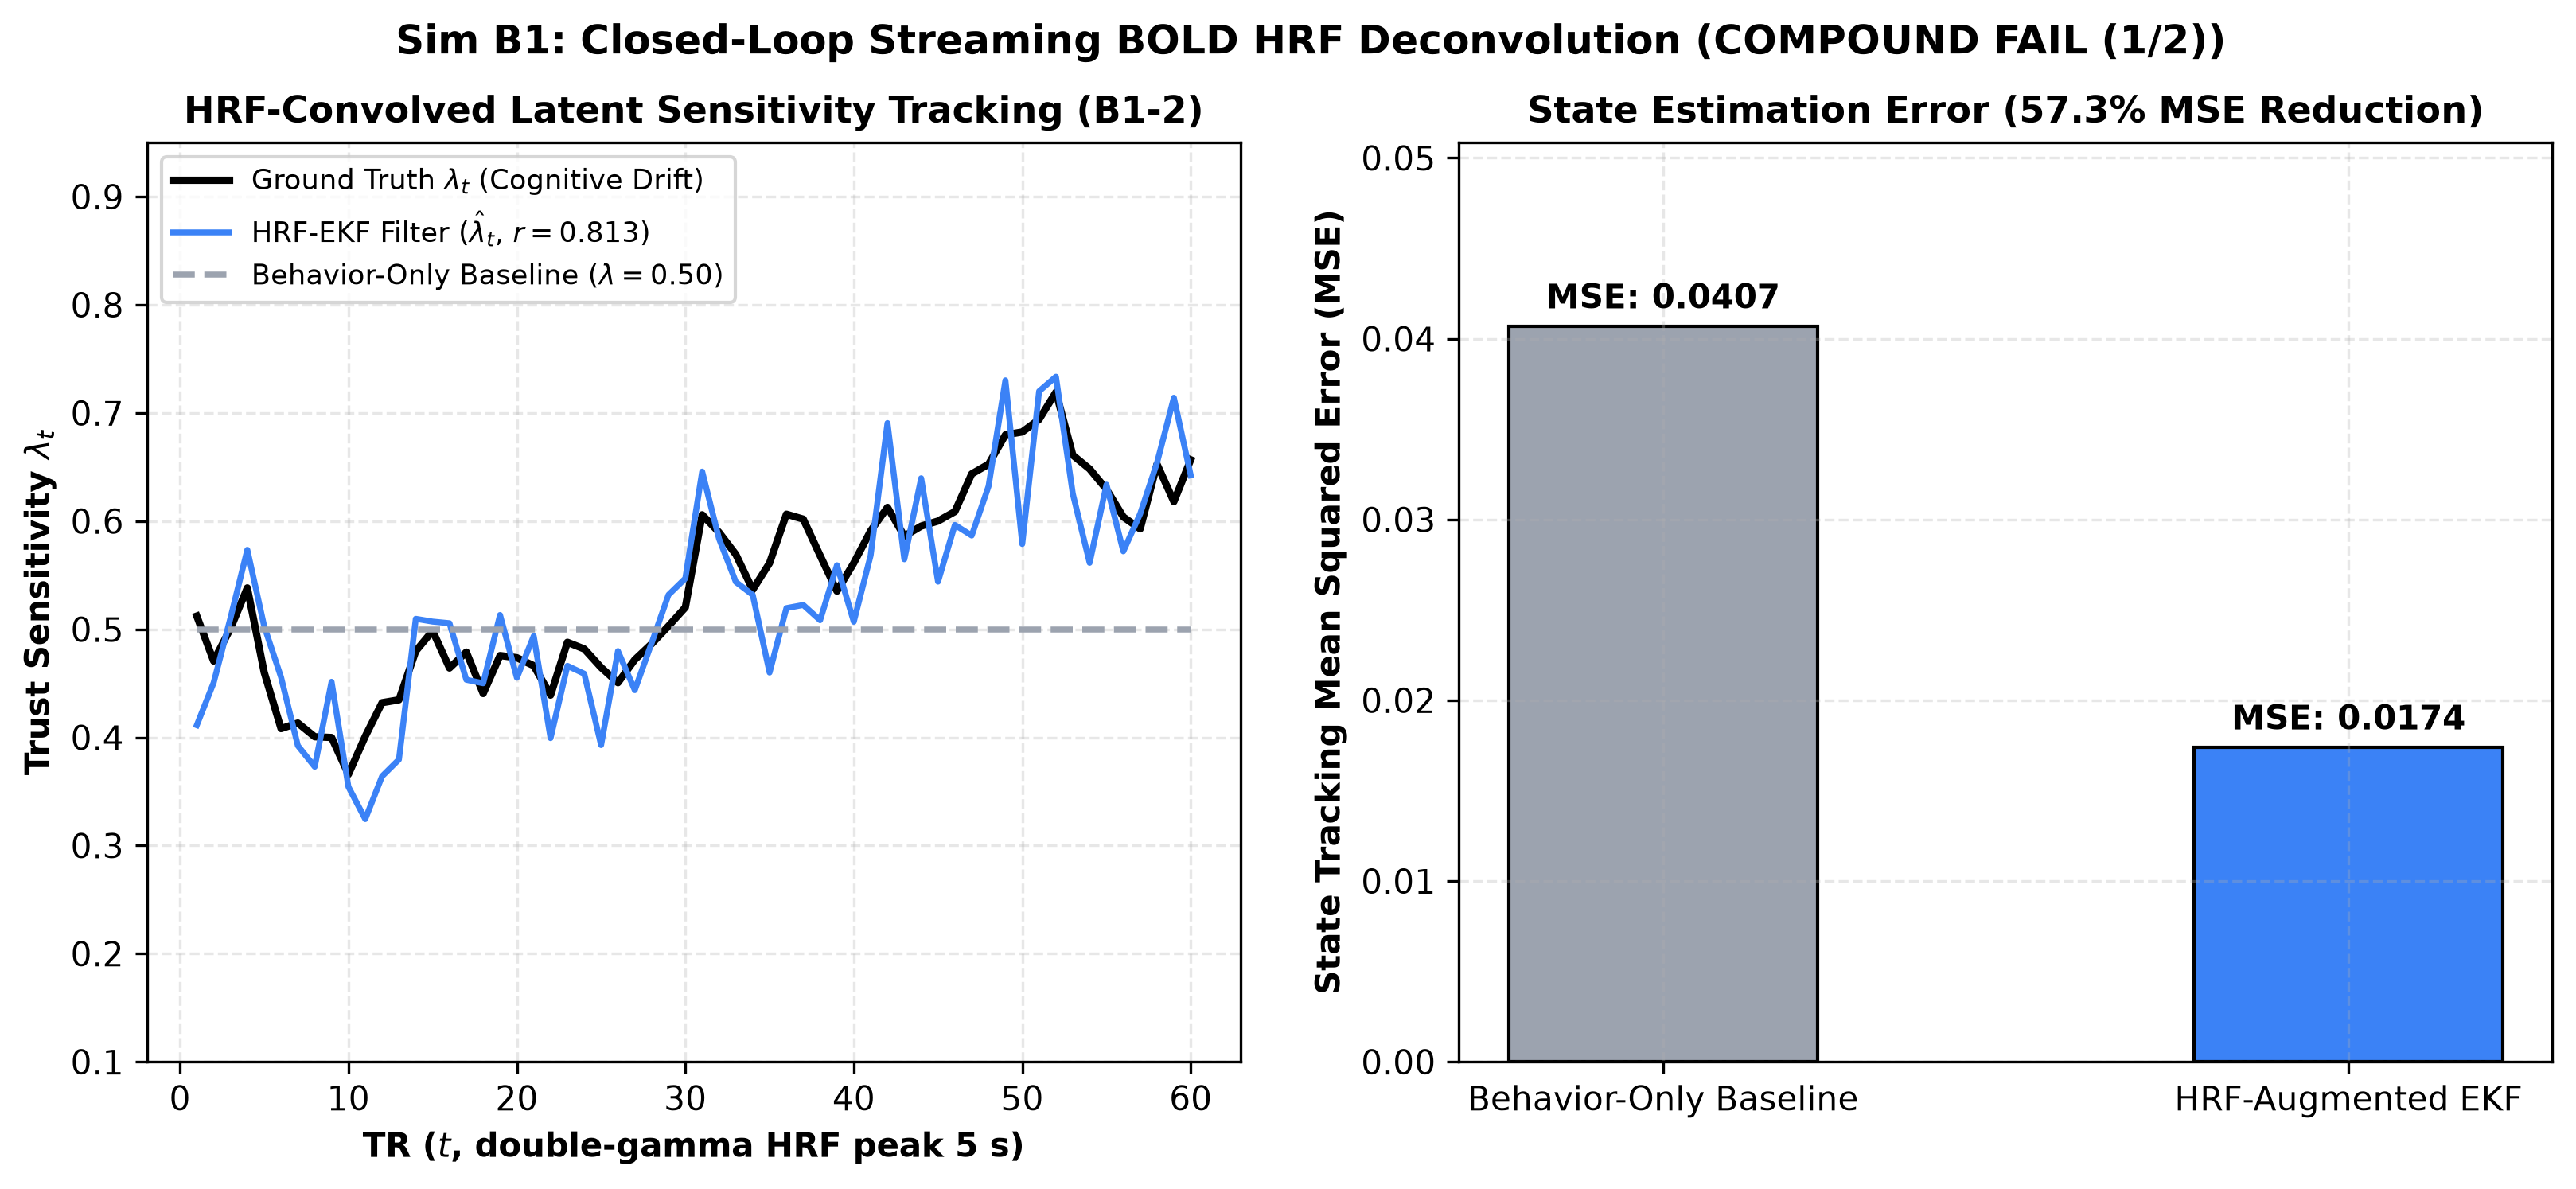 Sim B1: Closed-Loop Streaming BOLD HRF Deconvolution (COMPOUND FAIL (1/2))
HRF-Convolved Latent Sensitivity Tracking (B1-2)
Ground Truth λₜ (Cognitive Drift)
HRF-EKF Filter (λ̂ₜ, r = 0.813)
Behavior-Only Baseline (λ = 0.50)
Trust Sensitivity λₜ
0.9
0.8
0.7
0.6
0.5
0.4
0.3
0.2
0.1
0 10 20 30 40 50 60
TR (t, double-gamma HRF peak 5 s)
State Estimation Error (57.3% MSE Reduction)
State Tracking Mean Squared Error (MSE)
0.05
0.04
0.03
0.02
0.01
0.00
MSE: 0.0407
MSE: 0.0174
Behavior-Only Baseline HRF-Augmented EKF